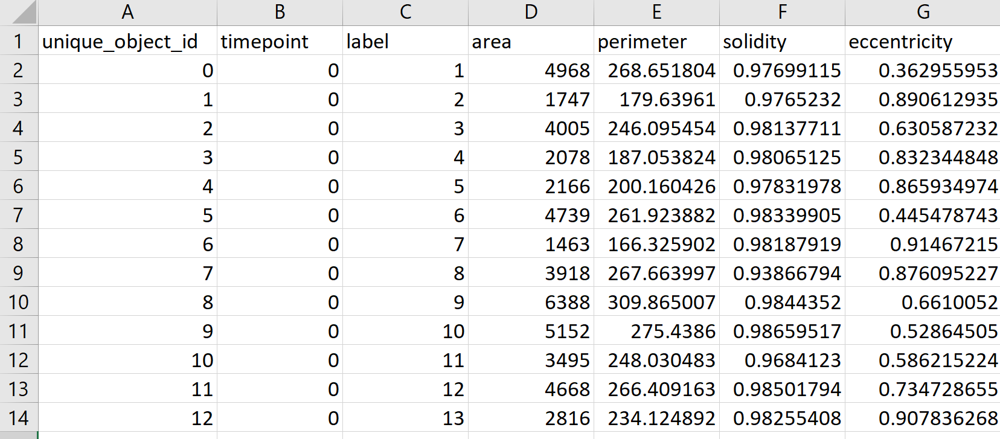 A B C D E F G
1 unique_object_id timepoint label area perimeter solidity eccentricity
2 0 0 1 4968 268.651804 0.97699115 0.362955953
3 1 0 2 1747 179.63961 0.9765232 0.890612935
4 2 0 3 4005 246.095454 0.98137711 0.630587232
5 3 0 4 2078 187.053824 0.98065125 0.832344848
6 4 0 5 2166 200.160426 0.97831978 0.865934974
7 5 0 6 4739 261.923882 0.98339905 0.445478743
8 6 0 7 1463 166.325902 0.98187919 0.91467215
9 7 0 8 3918 267.663997 0.93866794 0.876095227
10 8 0 9 6388 309.865007 0.9844352 0.6610052
11 9 0 10 5152 275.4386 0.98659517 0.52864505
12 10 0 11 3495 248.030483 0.9684123 0.586215224
13 11 0 12 4668 266.409163 0.98501794 0.734728655
14 12 0 13 2816 234.124892 0.98255408 0.907836268